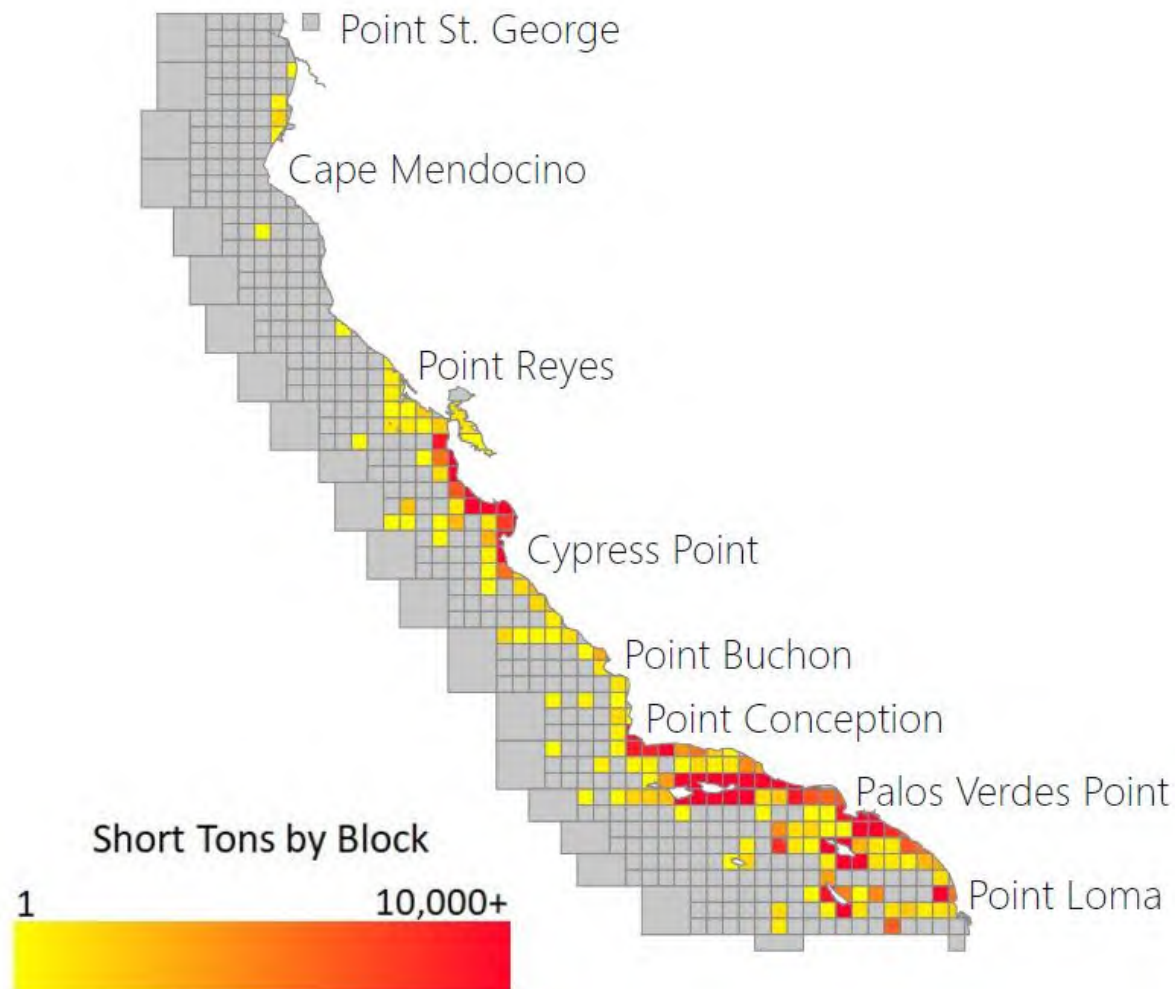 Point St. George
Cape Mendocino
Point Reyes
Cypress Point
Point Buchon
Point Conception
Palos Verdes Point
Short Tons by Block
Point Loma
1 10,000+